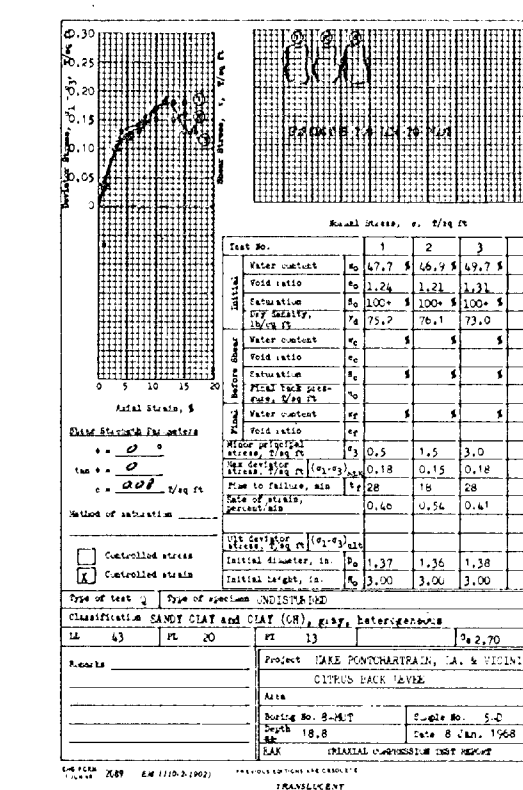 0.30
0.25
0.20
0.15
0.10
0.05
0
Deviator Stress, σ1-σ3, T/sq ft
Shear Stress, τ, T/sq ft
0 5 10 15 20
Axial Strain, %
Normal Stress, σ, T/sq ft
Shear Strength Parameters
φ = 0 °
tan φ = 0
c = 0.08 T/sq ft
Method of saturation
Controlled stress
X Controlled strain
Test No. 1 2 3
Initial
Water content w0 47.7 % 46.9 % 49.7 %
Void ratio e0 1.24 1.21 1.31
Saturation S0 100+ % 100+ % 100+ %
Dry density, lb/cu ft γd 75.2 76.1 73.0
Before Shear
Water content wc % % %
Void ratio ec
Saturation Sc % % %
Final back pressure, T/sq ft u0
Final
Water content wf % % %
Void ratio ef
Minor principal stress, T/sq ft σ3 0.5 1.5 3.0
Max deviator stress, T/sq ft (σ1-σ3)max 0.18 0.15 0.18
Time to failure, min tf 28 18 28
Rate of strain, percent/min 0.46 0.54 0.41
Ult deviator stress, T/sq ft (σ1-σ3)ult
Initial diameter, in. D0 1.37 1.36 1.38
Initial height, in. H0 3.00 3.00 3.00
Type of test Q Type of specimen UNDISTURBED
Classification SANDY CLAY and CLAY (CH), gray, heterogeneous
LL 43 PL 20 PI 13 Gs 2.70
Remarks
Project LAKE PONTCHARTRAIN, LA. & VICINI
CITRUS BACK LEVEE
Area
Boring No. 8-MUT Sample No. 5-D
Depth 18.8 Date 8 Jan. 1968
TRIAXIAL COMPRESSION TEST REPORT
ENG FORM 2089 EM 1110-2-1902) PREVIOUS EDITIONS ARE OBSOLETE
TRANSLUCENT